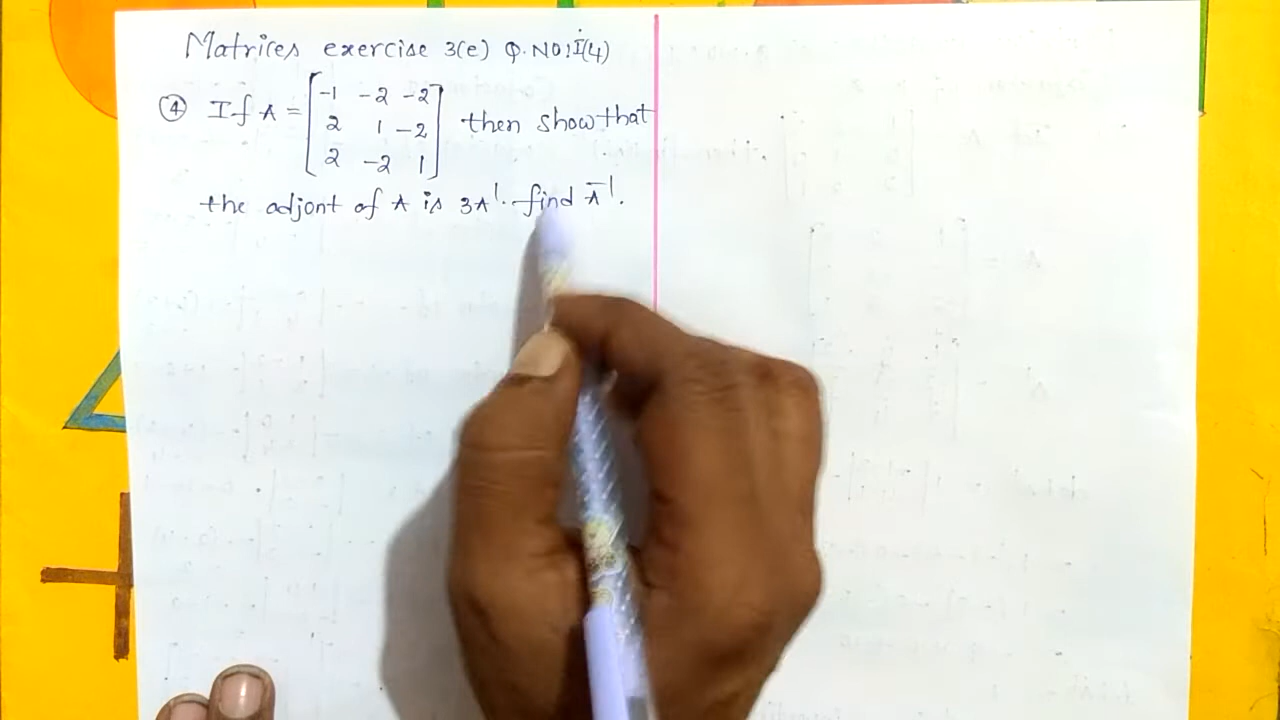 Matrices exercise 3(e) Q.NO: I(4)
④ If A = [-1 -2 -2
2 1 -2
2 -2 1] then show that
the adjont of A is 3A'. find A⁻¹.